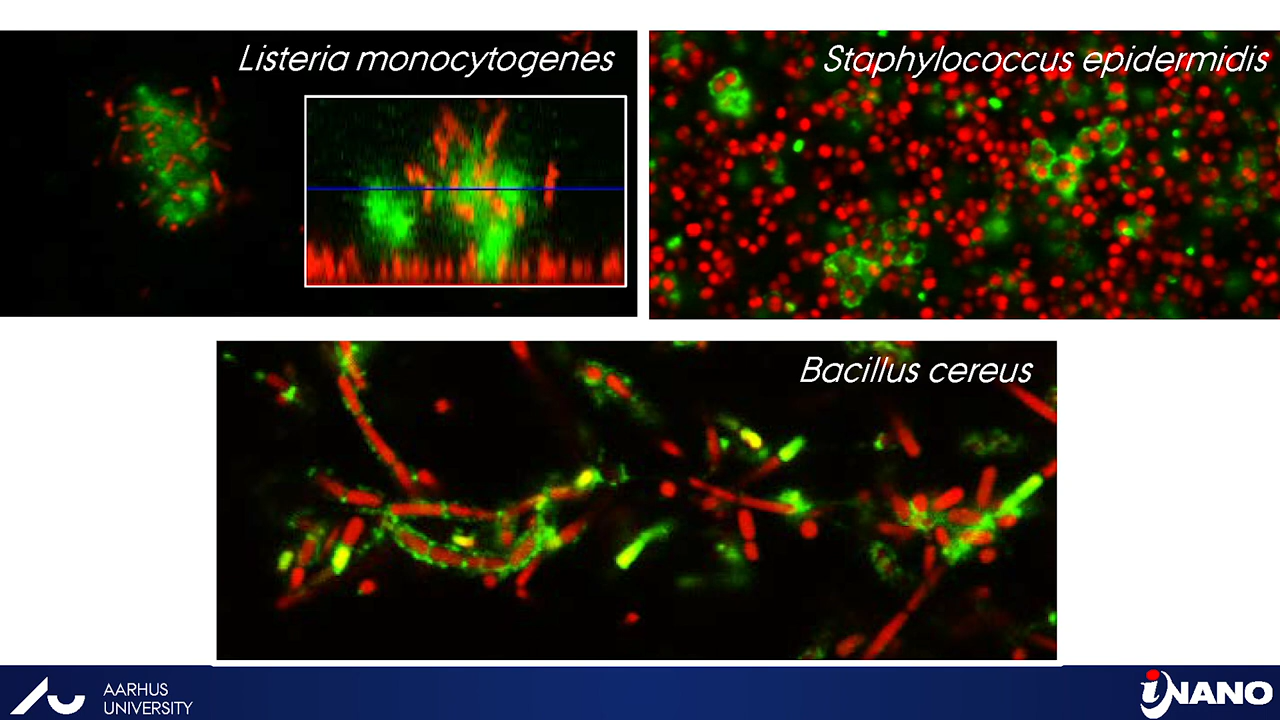 Listeria monocytogenes
Staphylococcus epidermidis
Bacillus cereus
AARHUS
UNIVERSITY
iNANO